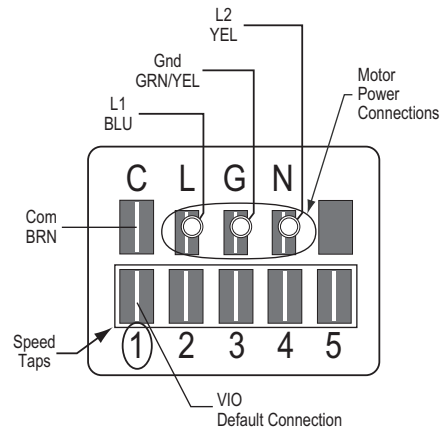 L2
YEL
Gnd
GRN/YEL
L1
BLU
Motor
Power
Connections
C L G N
Com
BRN
Speed
Taps
1 2 3 4 5
VIO
Default Connection